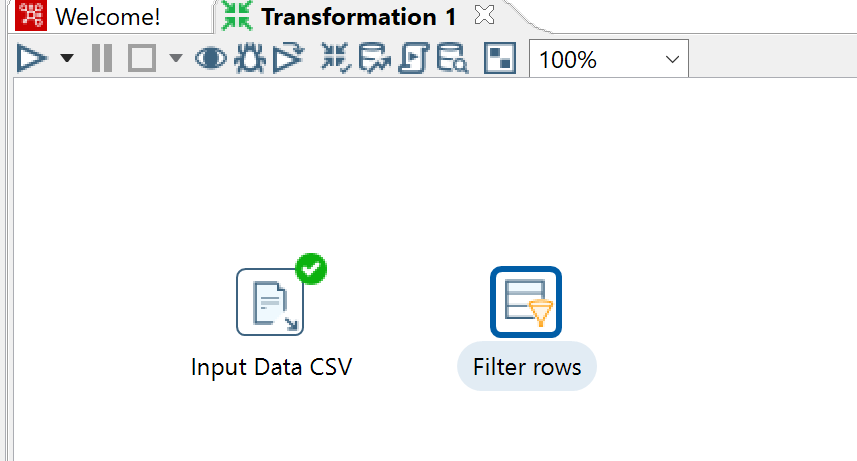 Welcome!
Transformation 1
100%
Input Data CSV
Filter rows